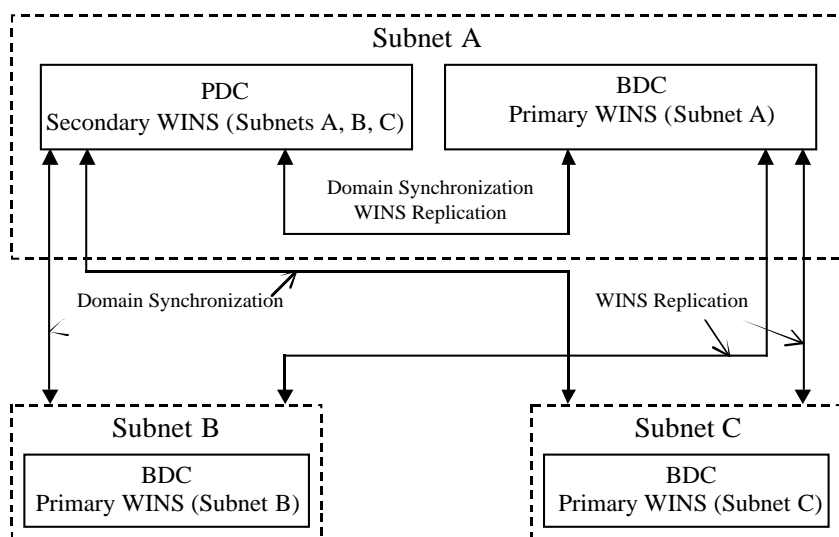 Subnet A
PDC
Secondary WINS (Subnets A, B, C)
BDC
Primary WINS (Subnet A)
Domain Synchronization
WINS Replication
Domain Synchronization
WINS Replication
Subnet B
BDC
Primary WINS (Subnet B)
Subnet C
BDC
Primary WINS (Subnet C)